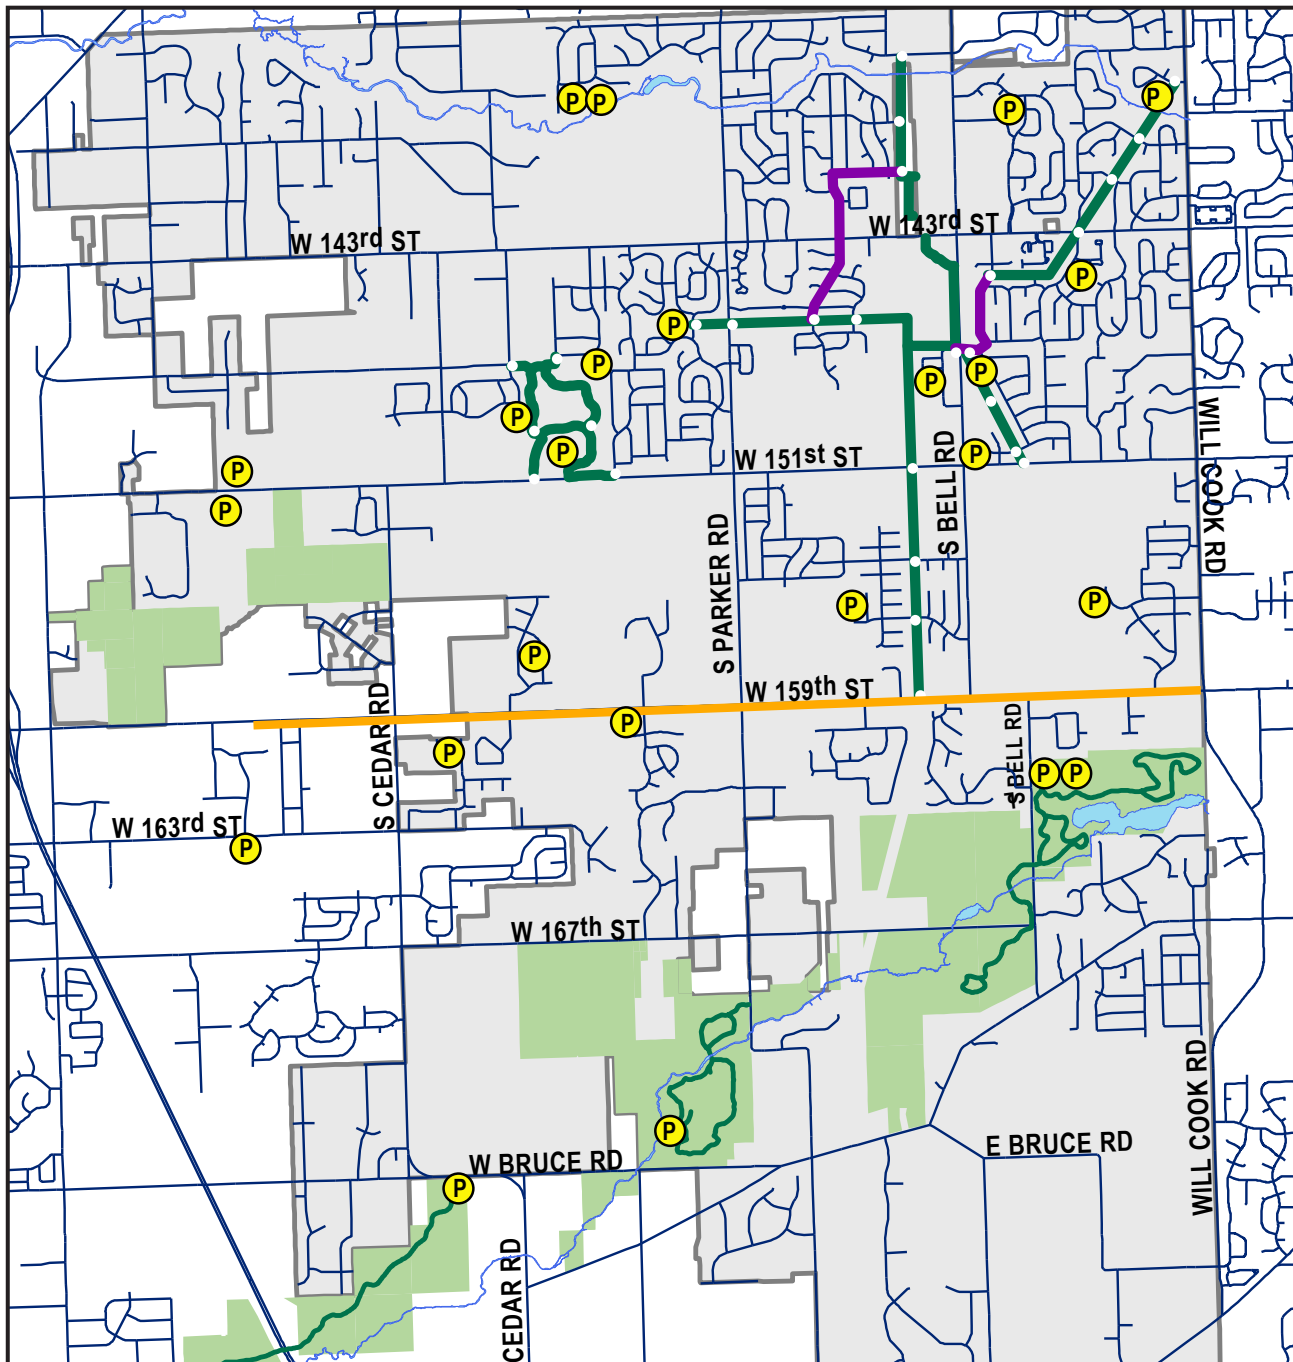 P P
P
P
W 143rd ST
W 143rd ST
P
P
P
P
P
P
P
WILL COOK RD
P
S BELL RD
P
W 151st ST
P
P
S PARKER RD
P
P
P
W 159th ST
S CEDAR RD
P
S BELL RD
P
P P
W 163rd ST
P
W 167th ST
WILL COOK RD
P
E BRUCE RD
W BRUCE RD
P
CEDAR RD